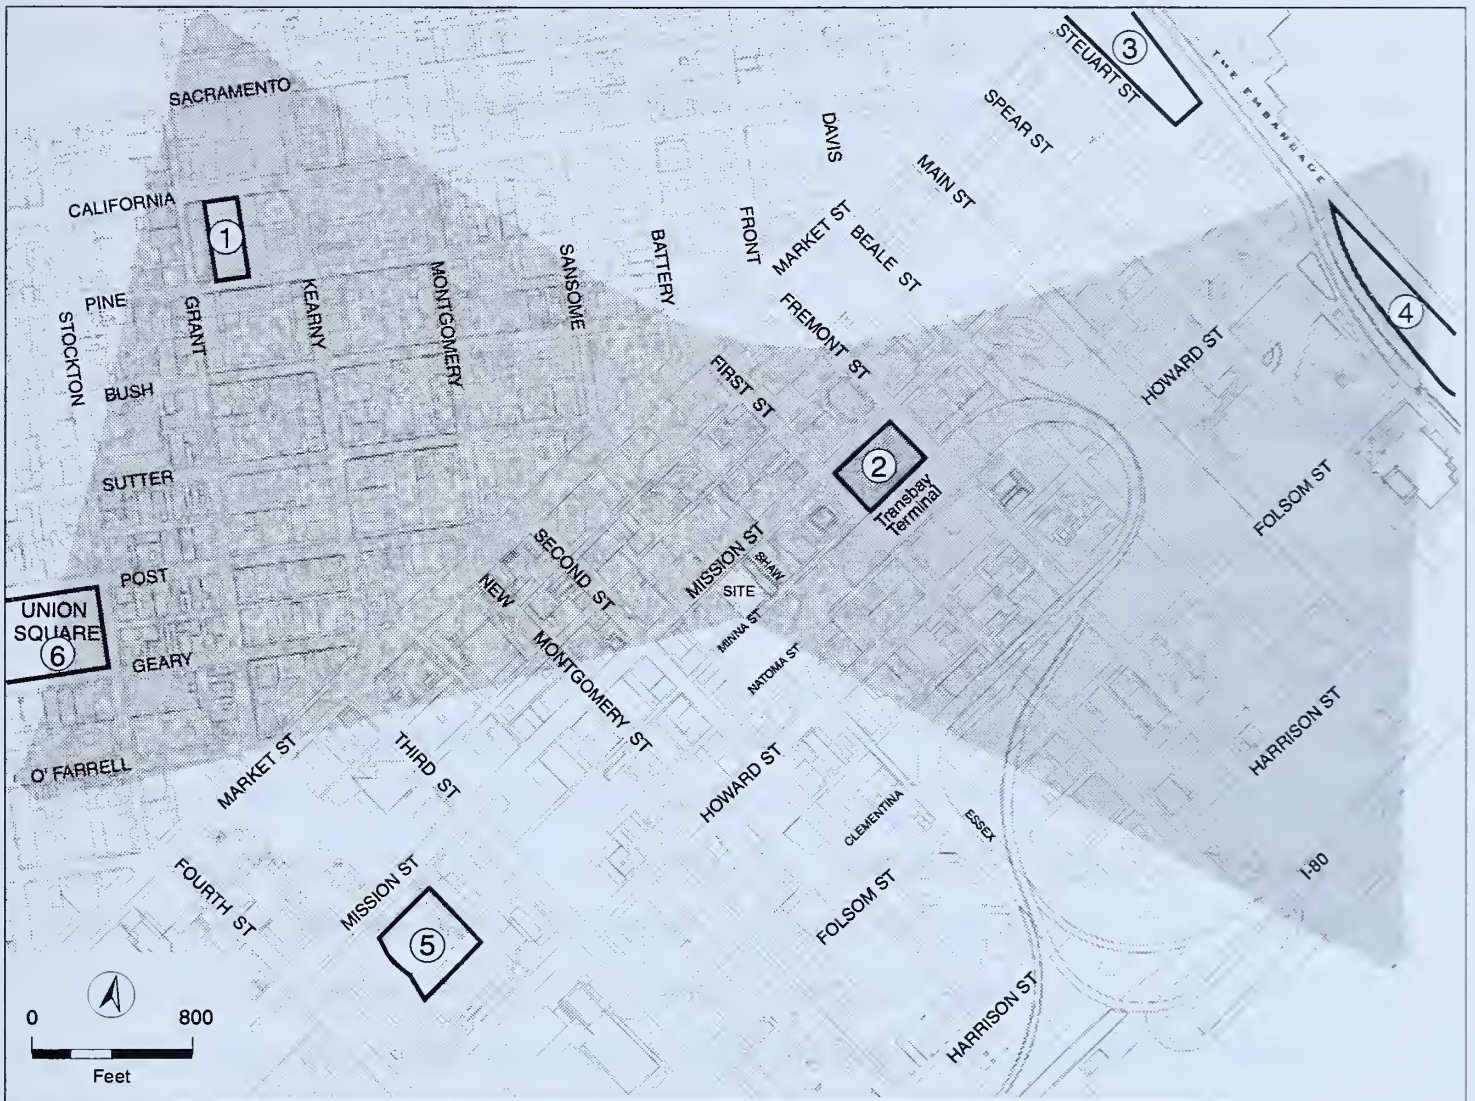 SACRAMENTO
STEUART ST
3
THE EMBARCADERO
SPEAR ST
DAVIS
MAIN ST
CALIFORNIA
1
MARKET ST
BEALE ST
FRONT
BATTERY
SANSOME
MONTGOMERY
KEARNY
GRANT
PINE
STOCKTON
FREMONT ST
4
HOWARD ST
FIRST ST
BUSH
2
Transbay
Terminal
SUTTER
FOLSOM ST
SECOND ST
MISSION ST
SHAW
SITE
NEW
MONTGOMERY ST
MINNA ST
NATOMA ST
POST
UNION
SQUARE
6
GEARY
HARRISON ST
O'FARRELL
MARKET ST
THIRD ST
HOWARD ST
CLEMENTINA
ESSEX
I-80
FOURTH ST
MISSION ST
5
FOLSOM ST
HARRISON ST
0 800
Feet